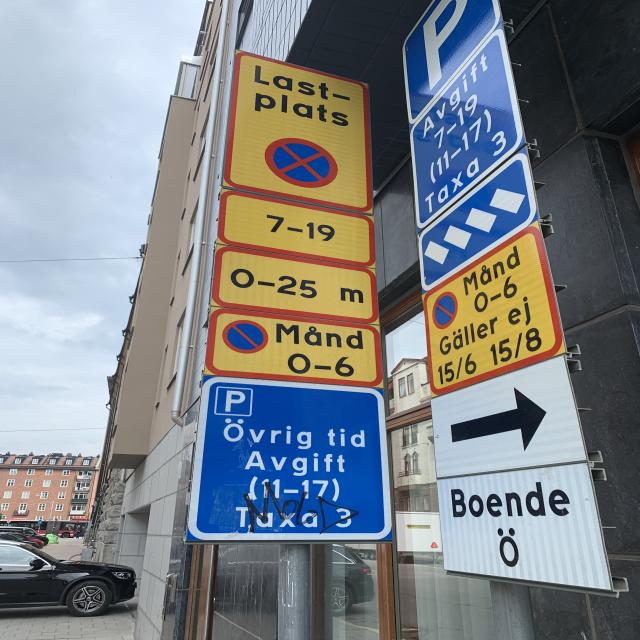 Last-
plats
7-19
0-25 m
Månd
0-6
P
Övrig tid
Avgift
(11-17)
Taxa 3
P
Avgift
7-19
(11-17)
Taxa 3
Månd
0-6
Gäller ej
15/6 15/8
Boende
Ö